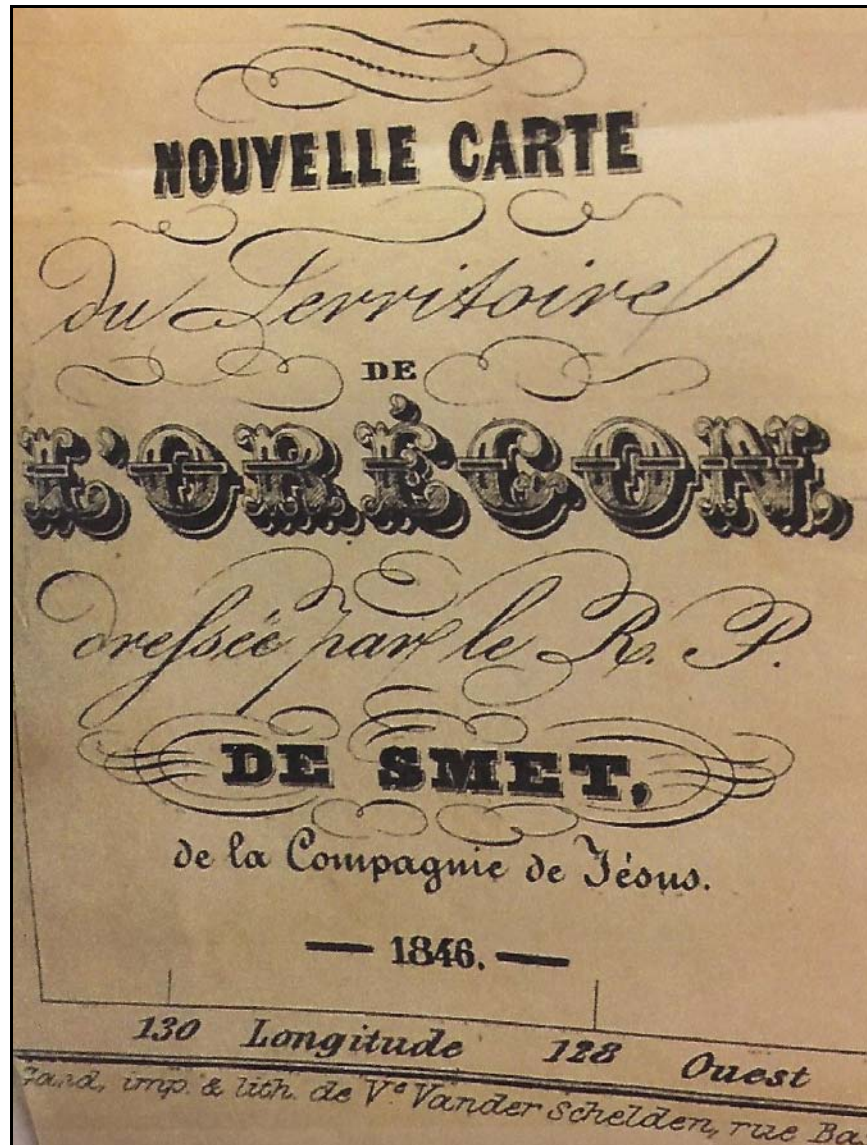 NOUVELLE CARTE
du Territoire
DE
L'ORÉGON,
dressée par le R. P.
DE SMET,
de la Compagnie de Jésus.
— 1846. —
130 Longitude 128 Ouest
Gand, imp. & lith. de Ve Vander Schelden, rue